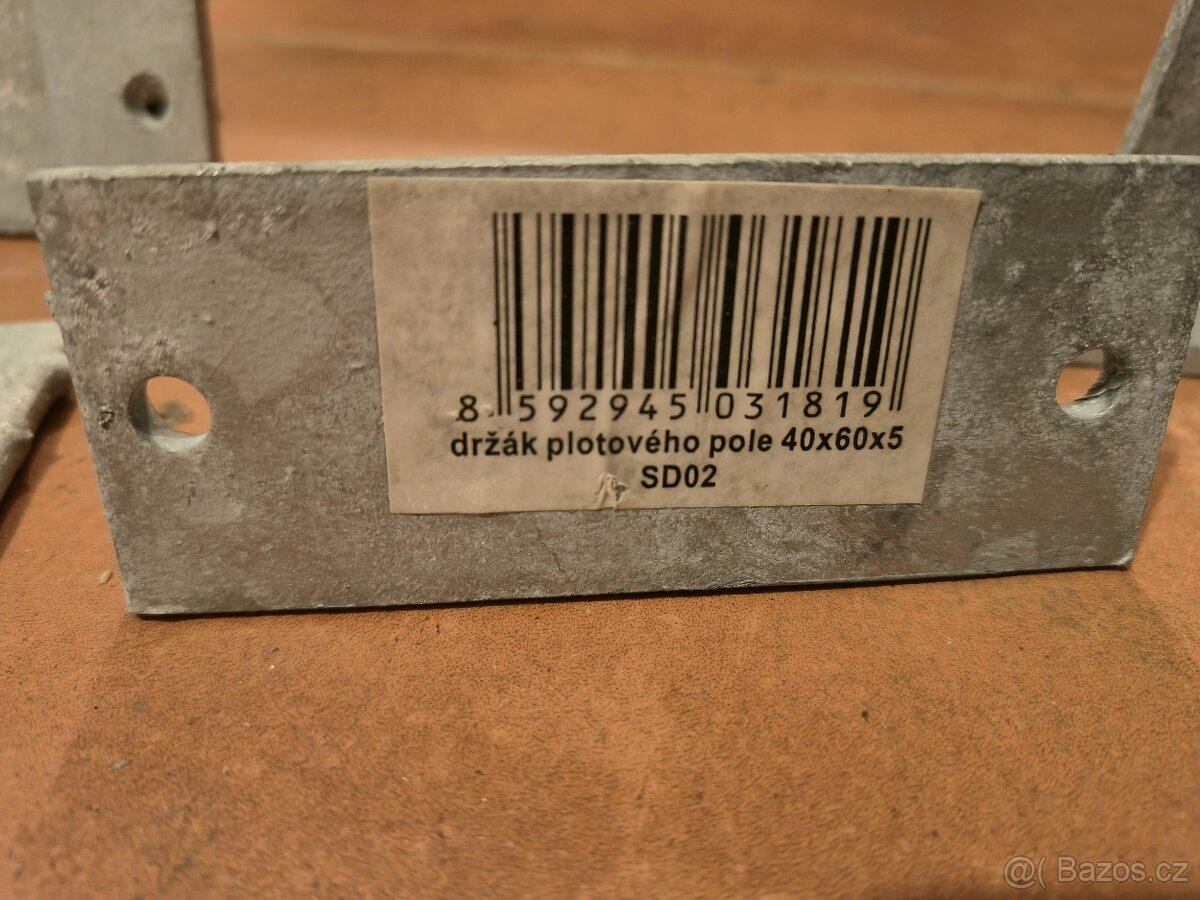 8 592945 031819
držák plotového pole 40x60x5
SD02
@( Bazos.cz